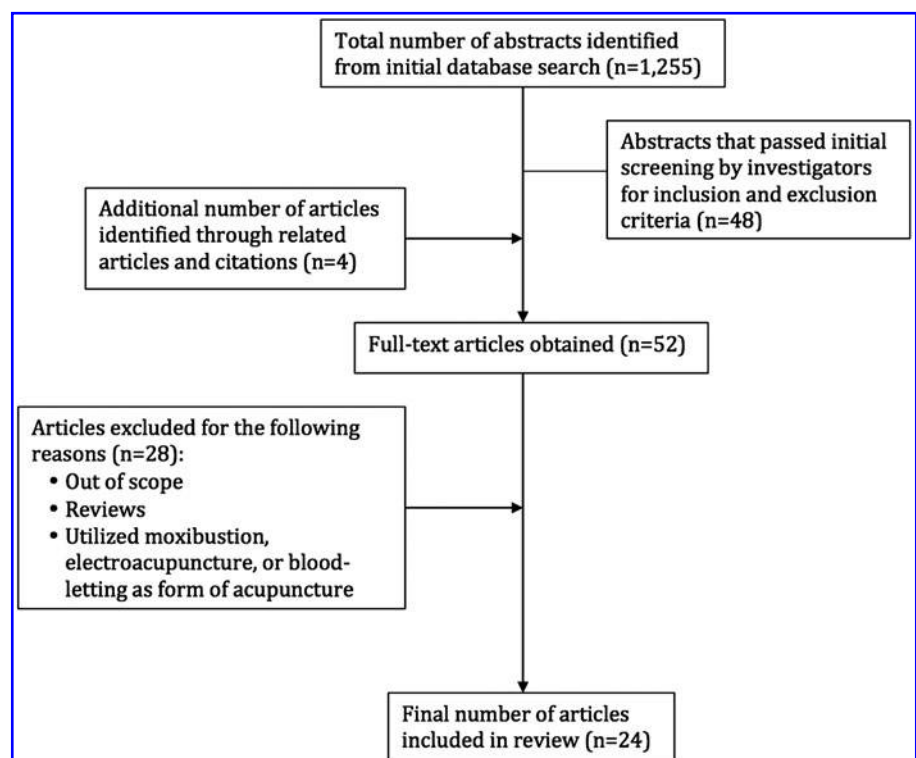 Total number of abstracts identified
from initial database search (n=1,255)
Abstracts that passed initial
screening by investigators
for inclusion and exclusion
criteria (n=48)
Additional number of articles
identified through related
articles and citations (n=4)
Full-text articles obtained (n=52)
Articles excluded for the following
reasons (n=28):
• Out of scope
• Reviews
• Utilized moxibustion,
electroacupuncture, or blood-
letting as form of acupuncture
Final number of articles
included in review (n=24)